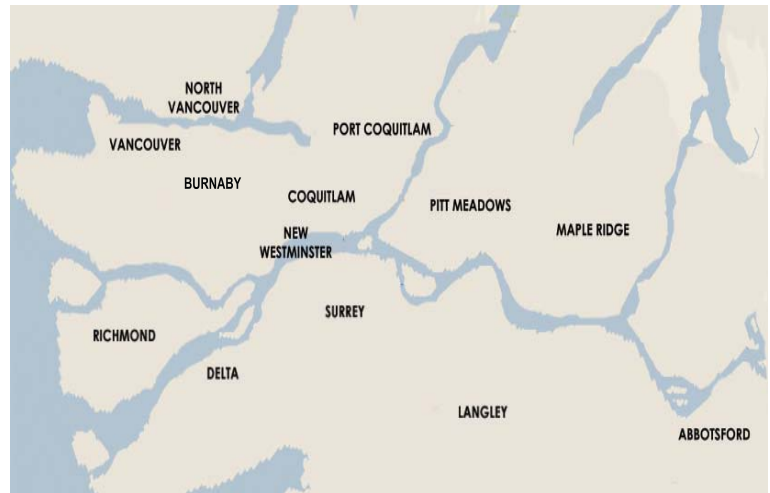 NORTH
VANCOUVER
PORT COQUITLAM
VANCOUVER
BURNABY
COQUITLAM
PITT MEADOWS
MAPLE RIDGE
NEW
WESTMINSTER
SURREY
RICHMOND
DELTA
LANGLEY
ABBOTSFORD